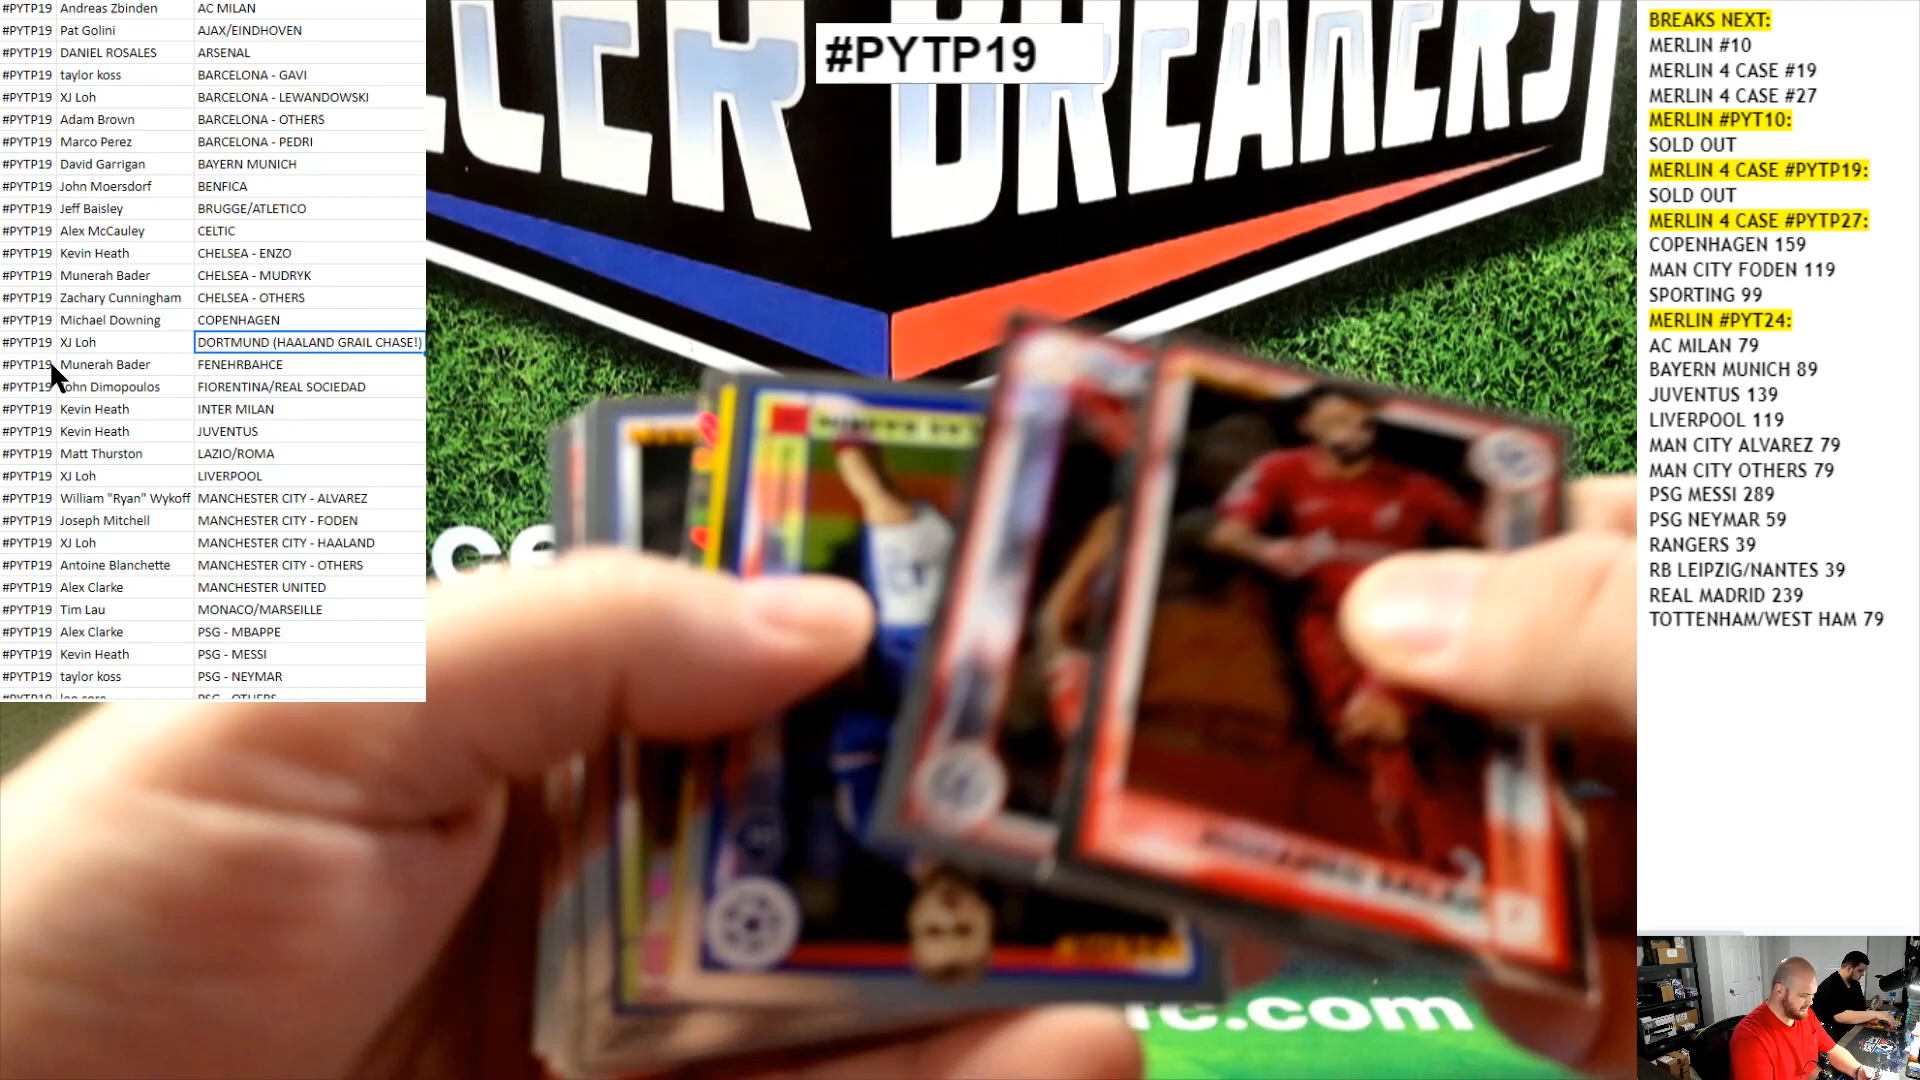 #PYTP19 Andreas Zbinden AC MILAN
#PYTP19 Pat Golini AJAX/EINDHOVEN
#PYTP19 DANIEL ROSALES ARSENAL
#PYTP19 taylor koss BARCELONA - GAVI
#PYTP19 XJ Loh BARCELONA - LEWANDOWSKI
#PYTP19 Adam Brown BARCELONA - OTHERS
#PYTP19 Marco Perez BARCELONA - PEDRI
#PYTP19 David Garrigan BAYERN MUNICH
#PYTP19 John Moersdorf BENFICA
#PYTP19 Jeff Baisley BRUGGE/ATLETICO
#PYTP19 Alex McCauley CELTIC
#PYTP19 Kevin Heath CHELSEA - ENZO
#PYTP19 Munerah Bader CHELSEA - MUDRYK
#PYTP19 Zachary Cunningham CHELSEA - OTHERS
#PYTP19 Michael Downing COPENHAGEN
#PYTP19 XJ Loh DORTMUND (HAALAND GRAIL CHASE!)
#PYTP19 Munerah Bader FENEHRBAHCE
#PYTP19 John Dimopoulos FIORENTINA/REAL SOCIEDAD
#PYTP19 Kevin Heath INTER MILAN
#PYTP19 Kevin Heath JUVENTUS
#PYTP19 Matt Thurston LAZIO/ROMA
#PYTP19 XJ Loh LIVERPOOL
#PYTP19 William "Ryan" Wykoff MANCHESTER CITY - ALVAREZ
#PYTP19 Joseph Mitchell MANCHESTER CITY - FODEN
#PYTP19 XJ Loh MANCHESTER CITY - HAALAND
#PYTP19 Antoine Blanchette MANCHESTER CITY - OTHERS
#PYTP19 Alex Clarke MANCHESTER UNITED
#PYTP19 Tim Lau MONACO/MARSEILLE
#PYTP19 Alex Clarke PSG - MBAPPE
#PYTP19 Kevin Heath PSG - MESSI
#PYTP19 taylor koss PSG - NEYMAR
#PYTP19
BREAKERS
rc.com
BREAKS NEXT:
MERLIN #10
MERLIN 4 CASE #19
MERLIN 4 CASE #27
MERLIN #PYT10:
SOLD OUT
MERLIN 4 CASE #PYTP19:
SOLD OUT
MERLIN 4 CASE #PYTP27:
COPENHAGEN 159
MAN CITY FODEN 119
SPORTING 99
MERLIN #PYT24:
AC MILAN 79
BAYERN MUNICH 89
JUVENTUS 139
LIVERPOOL 119
MAN CITY ALVAREZ 79
MAN CITY OTHERS 79
PSG MESSI 289
PSG NEYMAR 59
RANGERS 39
RB LEIPZIG/NANTES 39
REAL MADRID 239
TOTTENHAM/WEST HAM 79